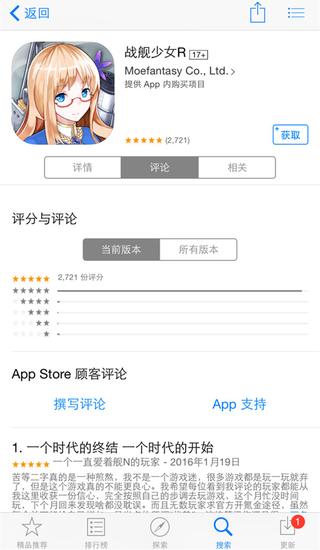 返回
战舰少女R 17+
Moefantasy Co., Ltd.
提供 App 内购买项目
(2,721)
获取
详情
评论
相关
评分与评论
当前版本
所有版本
2,721 份评分
App Store 顾客评论
撰写评论
App 支持
1. 一个时代的终结 一个时代的开始
一个一直爱着舰N的玩家 - 2016年1月19日
苦等二字真的是一种煎熬，我不是一个游戏迷，很多游戏都是玩一玩就弃
了，但是这个游戏真的不能更良心。我希望每位看到我评论的玩家都能从
我这里收获一份信心，完全按照自己的步调去玩游戏，这个月忙没时间
玩，下个月回来发现啥都没耽误。而且无数玩家求官方开氪金途径，虽然
精品推荐
排行榜
探索
搜索
更新
1